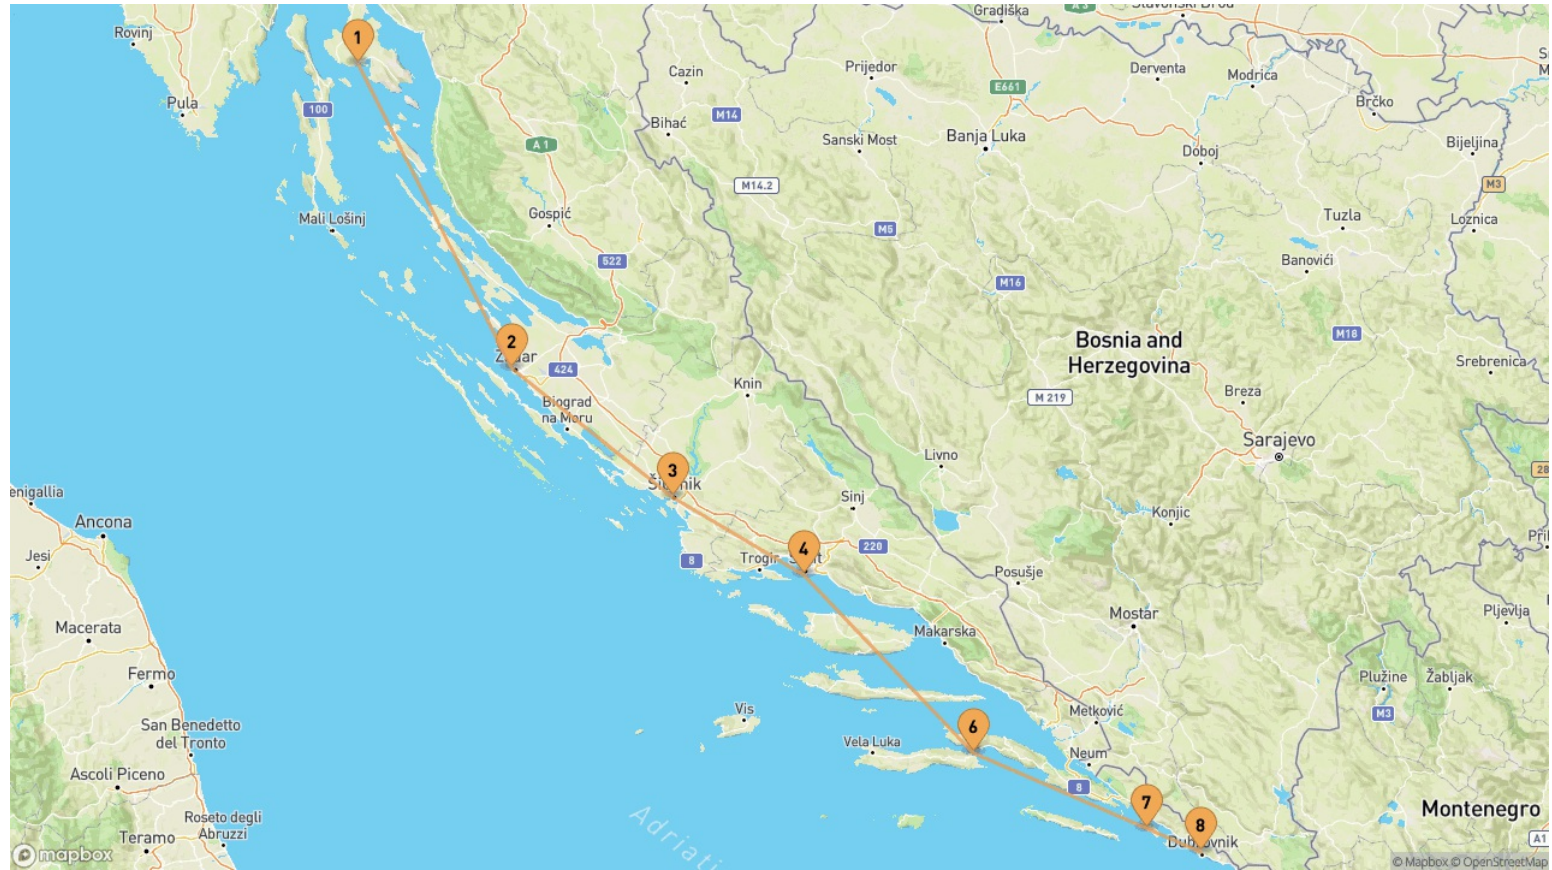 Rovinj
1
Pula
100
Mali Lošinj
A 1
Gospić
522
Cazin
Bihać
M14
M14.2
Prijedor
Sanski Most
M5
Gradiška
E661
Banja Luka
M16
A 3
Derventa
Modrica
Doboj
Brčko
Bijeljina
M3
Tuzla
Loznica
Banovići
M18
Srebrenica
Bosnia and
Herzegovina
M 219
Breza
Sarajevo
28
2
424
Biograd
na Moru
Knin
3
Livno
Sinj
Konjic
4
Trogir
220
8
Posušje
Mostar
Makarska
Pljevlja
Plužine
Žabljak
M3
Metković
Neum
Vis
Vela Luka
6
8
7
8
Dubrovnik
Montenegro
A1
enigallia
Ancona
Jesi
Macerata
Fermo
San Benedetto
del Tronto
Ascoli Piceno
Roseto degli
Abruzzi
Teramo
Adriati
mapbox
© Mapbox © OpenStreetMap